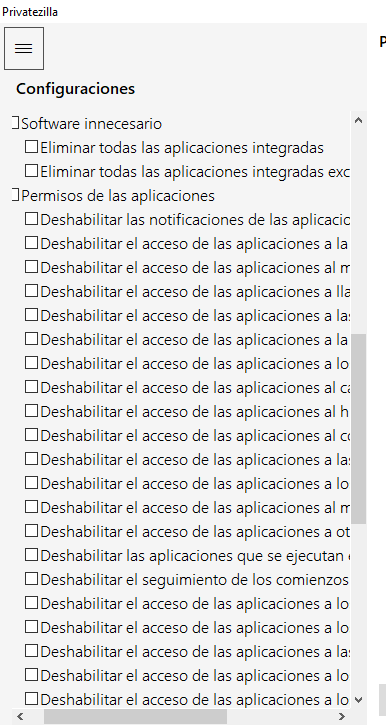 Privatezilla
P
Configuraciones
Software innecesario
Eliminar todas las aplicaciones integradas
Eliminar todas las aplicaciones integradas exc
Permisos de las aplicaciones
Deshabilitar las notificaciones de las aplicacio
Deshabilitar el acceso de las aplicaciones a la
Deshabilitar el acceso de las aplicaciones al m
Deshabilitar el acceso de las aplicaciones a lla
Deshabilitar el acceso de las aplicaciones a las
Deshabilitar el acceso de las aplicaciones a la
Deshabilitar el acceso de las aplicaciones a lo
Deshabilitar el acceso de las aplicaciones al ca
Deshabilitar el acceso de las aplicaciones al h
Deshabilitar el acceso de las aplicaciones al co
Deshabilitar el acceso de las aplicaciones a las
Deshabilitar el acceso de las aplicaciones a lo
Deshabilitar el acceso de las aplicaciones al m
Deshabilitar el acceso de las aplicaciones a ot
Deshabilitar las aplicaciones que se ejecutan
Deshabilitar el seguimiento de los comienzos
Deshabilitar el acceso de las aplicaciones a lo
Deshabilitar el acceso de las aplicaciones a lo
Deshabilitar el acceso de las aplicaciones a las
Deshabilitar el acceso de las aplicaciones a lo
Deshabilitar el acceso de las aplicaciones a lo